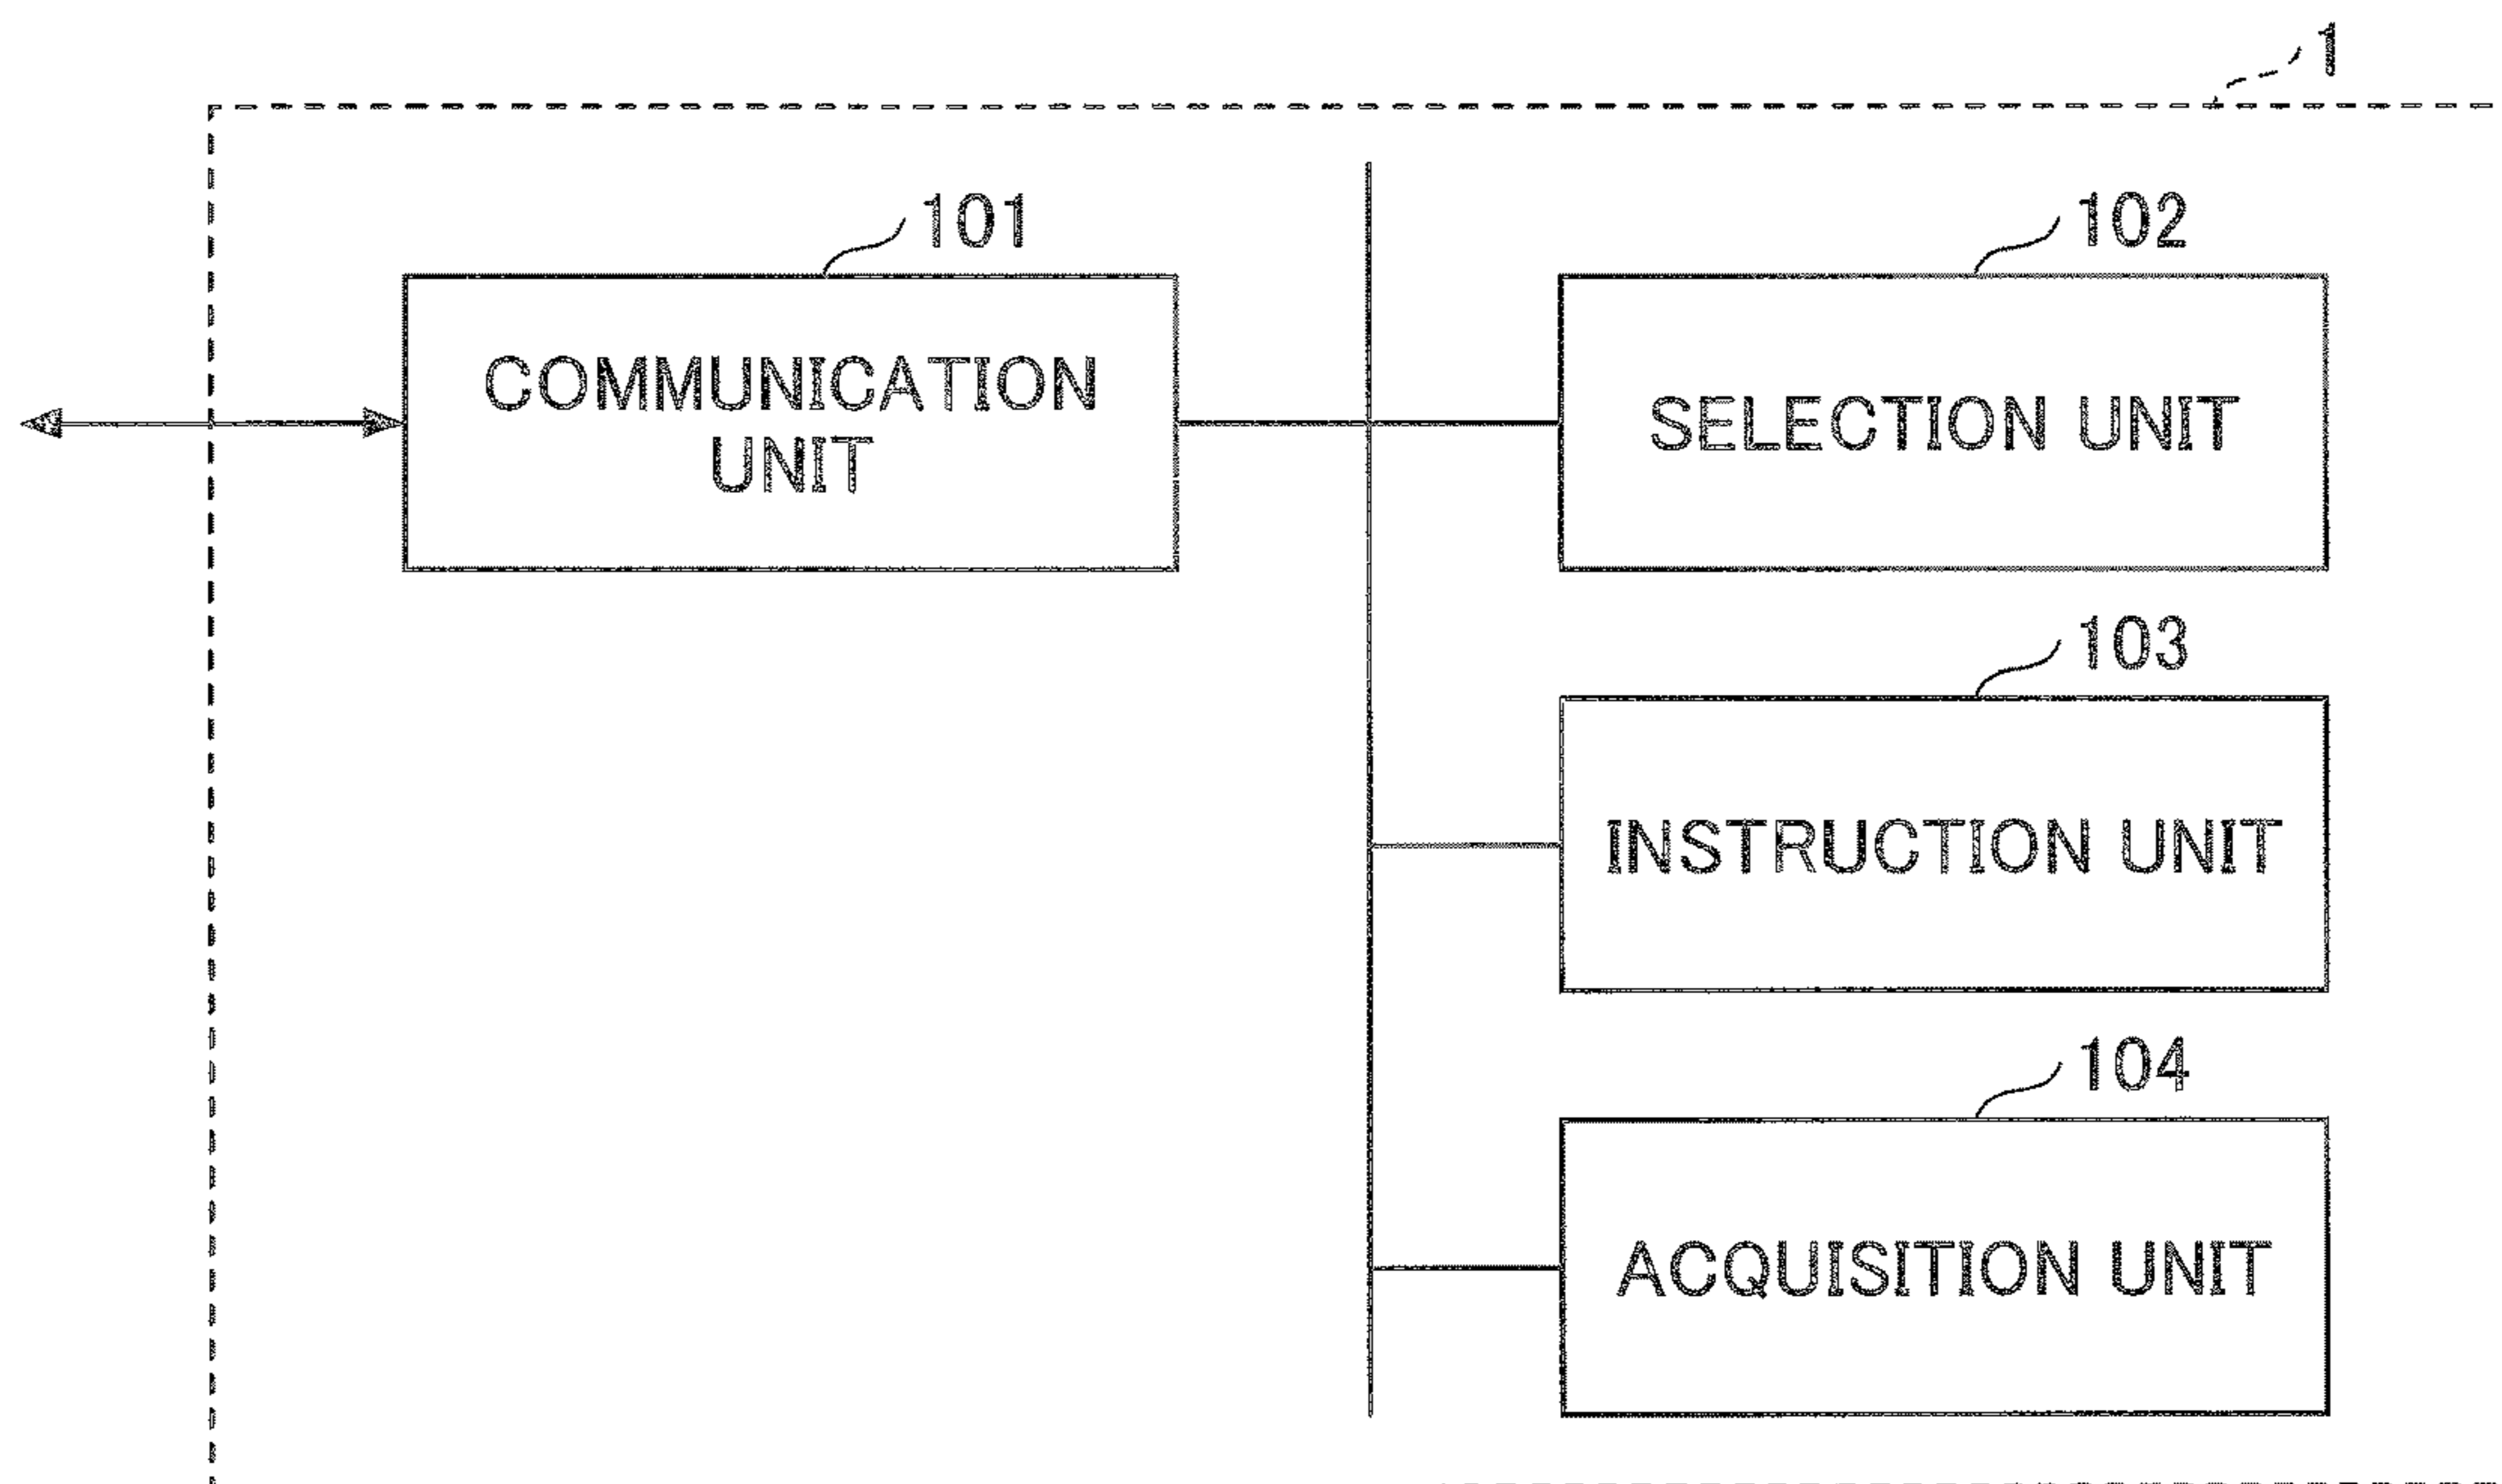 1
101
102
COMMUNICATION
UNIT
SELECTION UNIT
103
INSTRUCTION UNIT
104
ACQUISITION UNIT